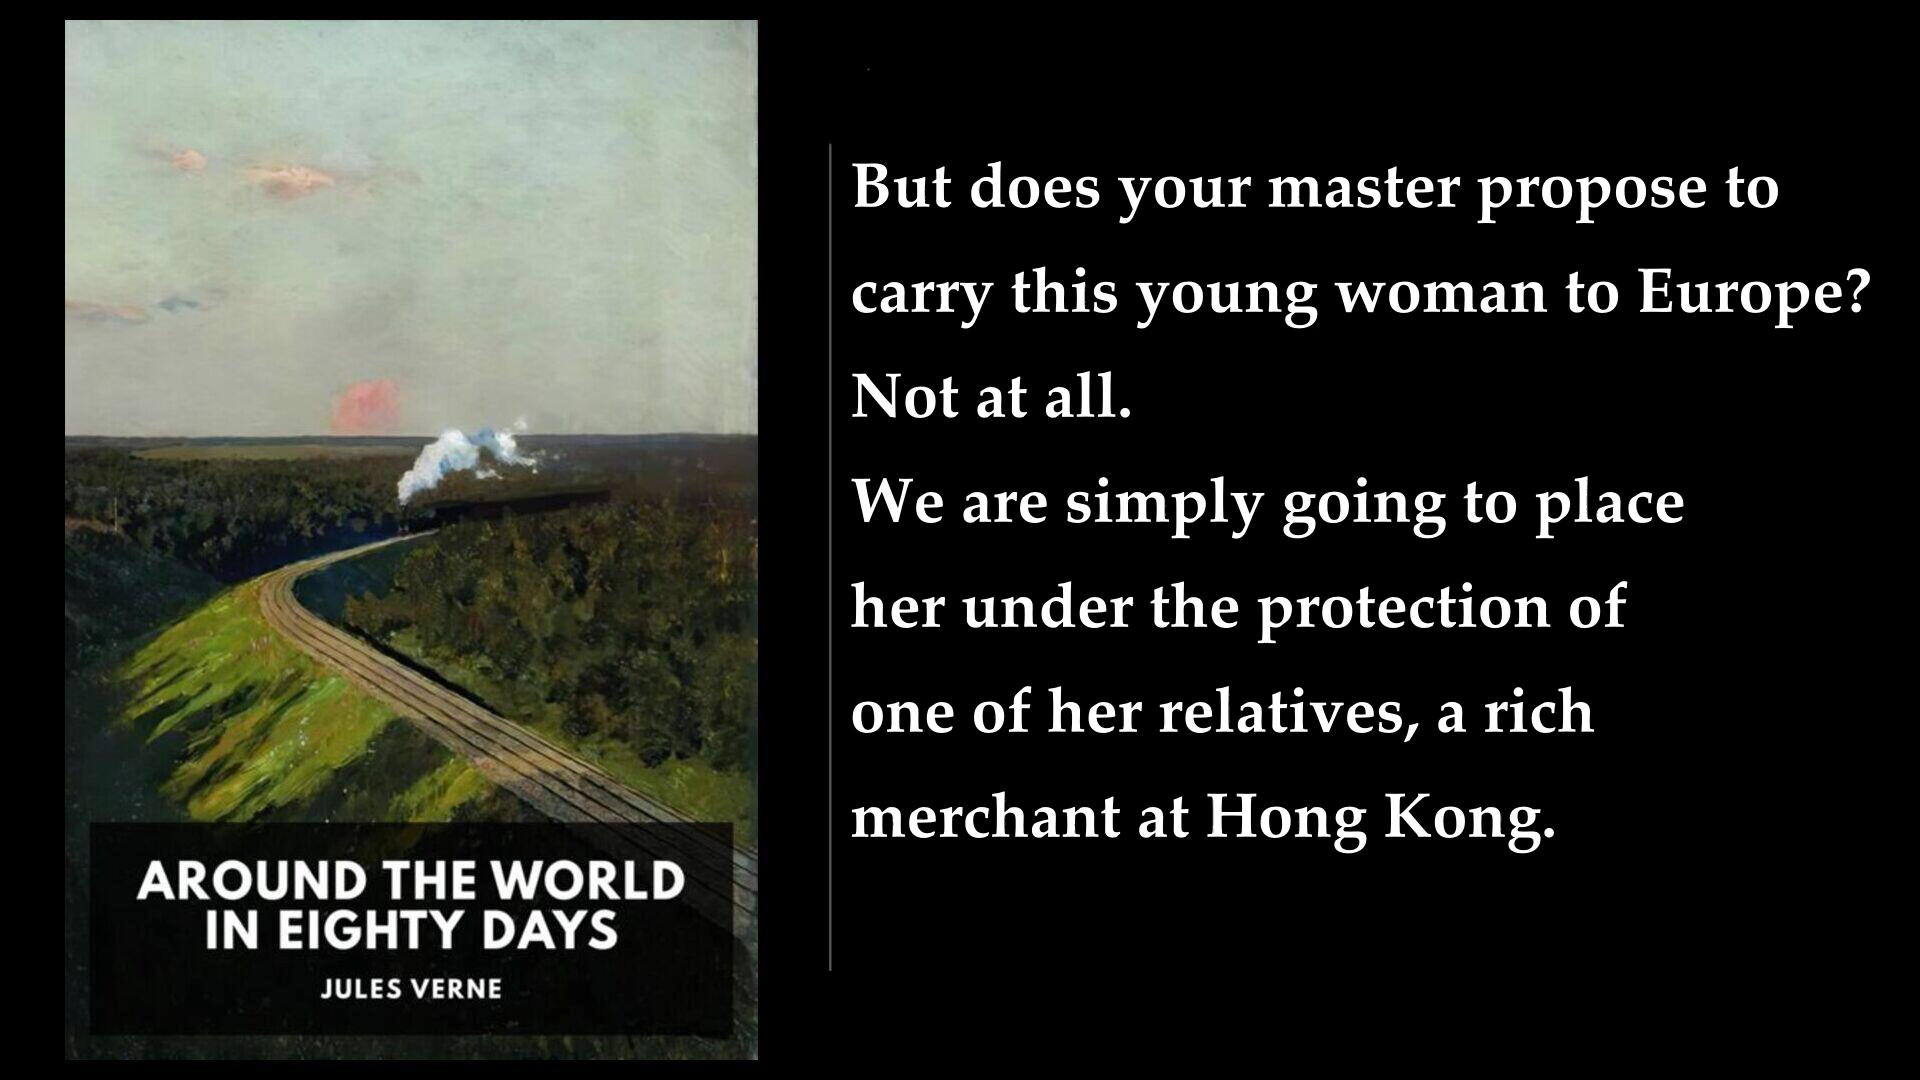 AROUND THE WORLD
IN EIGHTY DAYS
JULES VERNE
But does your master propose to
carry this young woman to Europe?
Not at all.
We are simply going to place
her under the protection of
one of her relatives, a rich
merchant at Hong Kong.